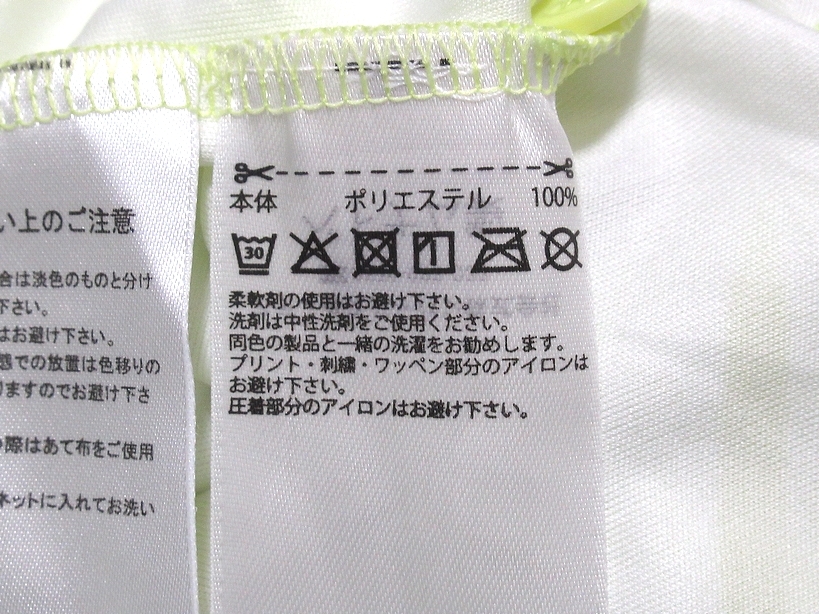 い上のご注意
合は淡色のものと分け
下さい。
はお避け下さい。
態での放置は色移りの
りますのでお避け下さ
際はあて布をご使用
ネットに入れてお洗い
本体 ポリエステル 100%
30
柔軟剤の使用はお避け下さい。
洗剤は中性洗剤をご使用ください。
同色の製品と一緒の洗濯をお勧めします。
プリント・刺繍・ワッペン部分のアイロンは
お避け下さい。
圧着部分のアイロンはお避け下さい。